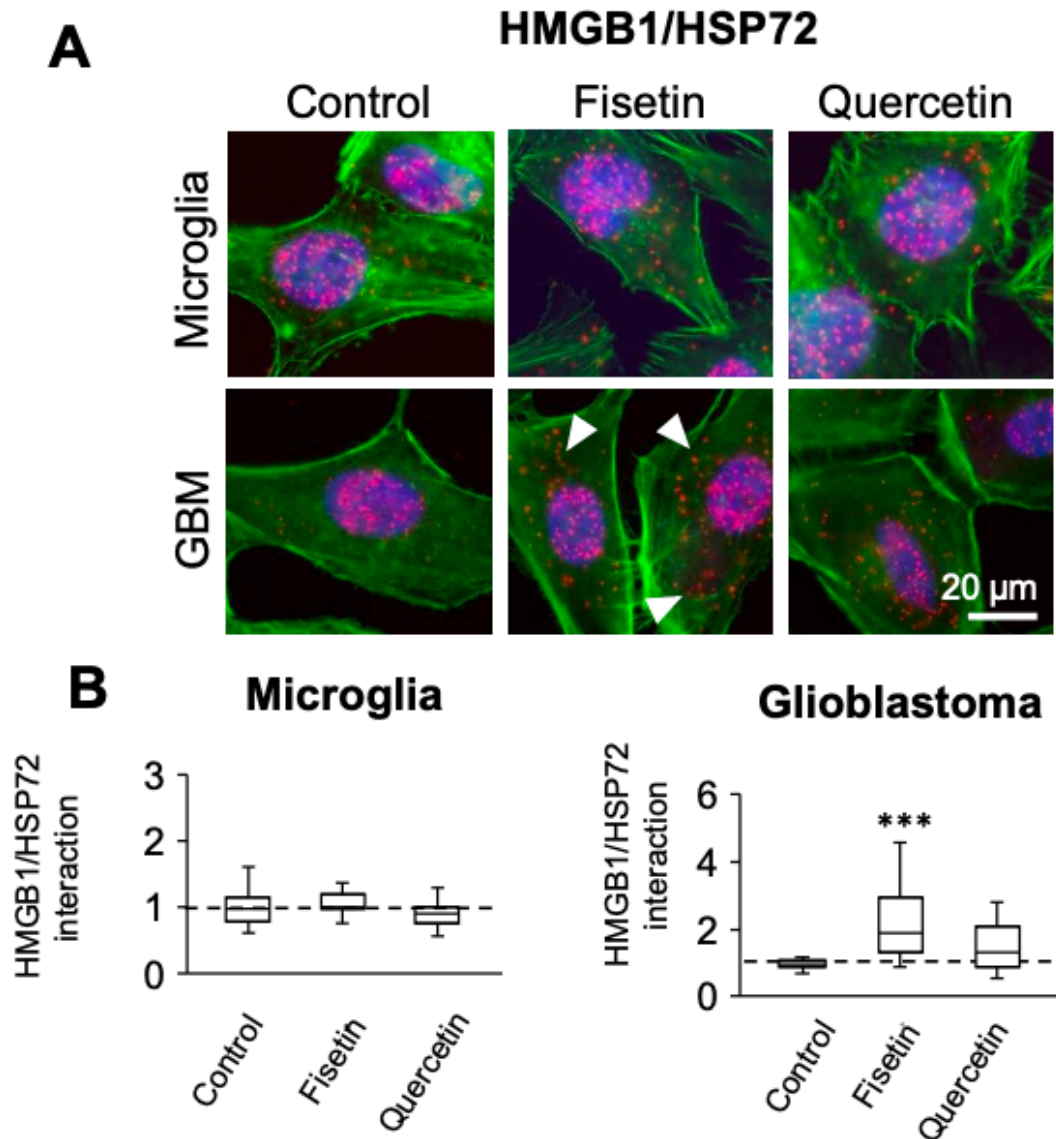 A
HMGB1/HSP72
Control Fisetin Quercetin
Microglia
GBM
20 µm
B
Microglia
HMGB1/HSP72
interaction
3
2
1
0
Control
Fisetin
Quercetin
Glioblastoma
HMGB1/HSP72
interaction
6
4
2
0
***
Control
Fisetin
Quercetin